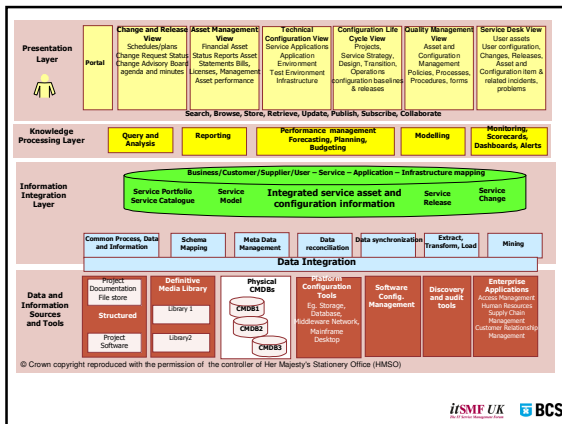 Presentation
Layer
Portal
Change and Release
View
Schedules/plans
Change Request Status
Change Advisory Board
agenda and minutes
Asset Management
View
Financial Asset
Status Reports Asset
Statements Bills,
Licenses, Management
Asset performance
Technical
Configuration View
Service Applications
Application
Environment
Test Environment
Infrastructure
Configuration Life
Cycle View
Projects,
Service Strategy,
Design, Transition,
Operations
configuration baselines
& releases
Quality Management
View
Asset and
Configuration
Management
Policies, Processes,
Procedures, forms
Service Desk View
User assets
User configuration,
Changes, Releases,
Asset and
Configuration item &
related incidents,
problems
Search, Browse, Store, Retrieve, Update, Publish, Subscribe, Collaborate
Knowledge
Processing Layer
Query and
Analysis
Reporting
Performance management
Forecasting, Planning,
Budgeting
Modelling
Monitoring,
Scorecards,
Dashboards, Alerts
Information
Integration
Layer
Business/Customer/Supplier/User – Service – Application – Infrastructure mapping
Service Portfolio
Service Catalogue
Service
Model
Integrated service asset and
configuration information
Service
Release
Service
Change
Common Process, Data
and Information
Schema
Mapping
Meta Data
Management
Data
reconciliation
Data synchronization
Extract,
Transform, Load
Mining
Data Integration
Data and
Information
Sources
and Tools
Project
Documentation
File store
Structured
Project
Software
Definitive
Media Library
Library 1
Library2
Physical
CMDBs
CMDB1
CMDB2
CMDB3
Platform
Configuration
Tools
Eg. Storage,
Database,
Middleware Network,
Mainframe
Desktop
Software
Config.
Management
Discovery
and audit
tools
Enterprise
Applications
Access Management
Human Resources
Supply Chain
Management
Customer Relationship
Management
© Crown copyright reproduced with the permission of the controller of Her Majesty's Stationery Office (HMSO)
itSMF UK
The IT Service Management Forum
BCS